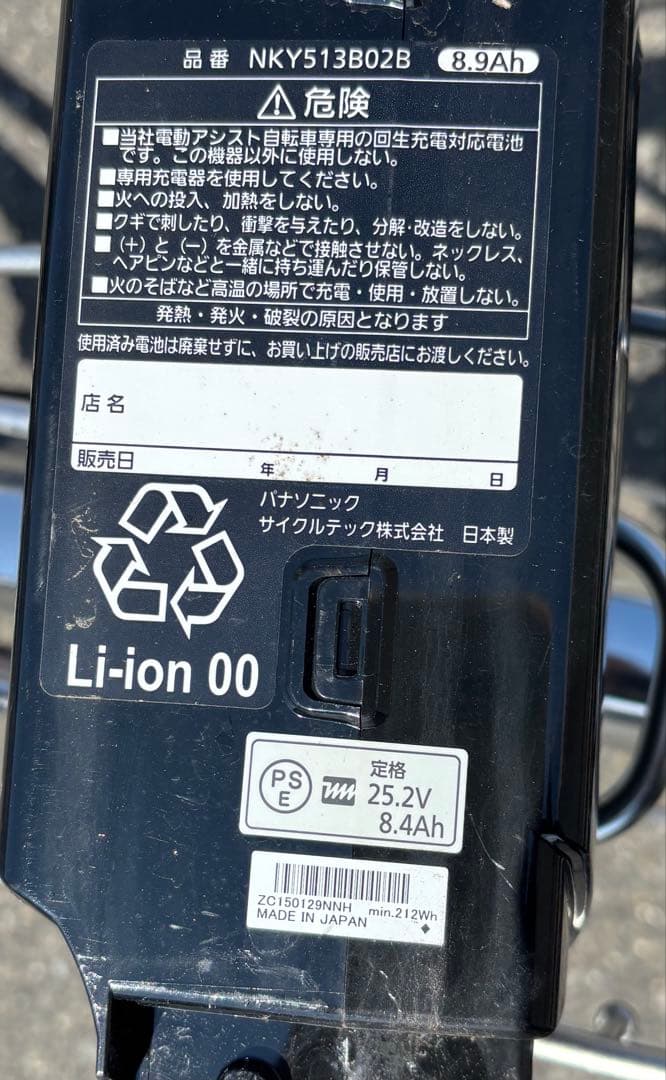 品番 NKY513B02B 8.9Ah
⚠危険
■当社電動アシスト自転車専用の回生充電対応電池
です。この機器以外に使用しない。
■専用充電器を使用してください。
■火への投入、加熱をしない。
■クギで刺したり、衝撃を与えたり、分解・改造をしない。
■(+)と(−)を金属などで接触させない。ネックレス、
ヘアピンなどと一緒に持ち運んだり保管しない。
■火のそばなど高温の場所で充電・使用・放置しない。
発熱・発火・破裂の原因となります
使用済み電池は廃棄せずに、お買い上げの販売店にお渡しください。
店名
販売日 年 月 日
パナソニック
サイクルテック株式会社 日本製
Li-ion 00
PS
E
定格
25.2V
8.4Ah
ZC150129NNH min.212Wh
MADE IN JAPAN ◆